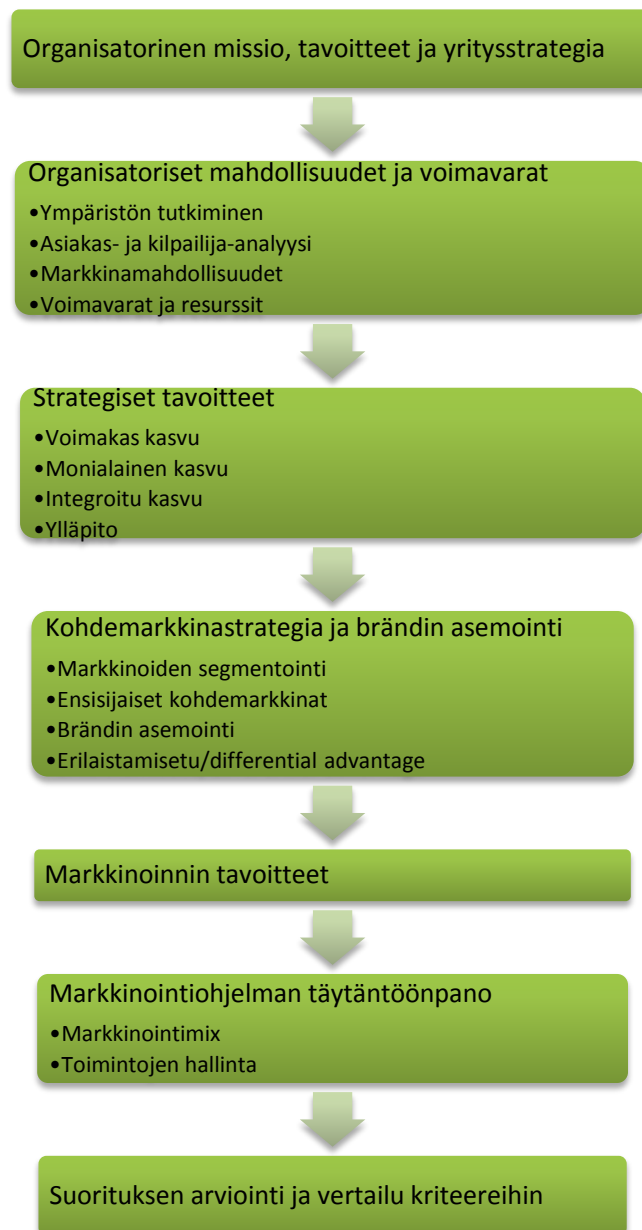 Organisatorinen missio, tavoitteet ja yritysstrategia
Organisatoriset mahdollisuudet ja voimavarat
•Ympäristön tutkiminen
•Asiakas- ja kilpailija-analyysi
•Markkinamahdollisuudet
•Voimavarat ja resurssit
Strategiset tavoitteet
•Voimakas kasvu
•Monialainen kasvu
•Integroitu kasvu
•Ylläpito
Kohdemarkkinastrategia ja brändin asemointi
•Markkinoiden segmentointi
•Ensisijaiset kohdemarkkinat
•Brändin asemointi
•Erilaistamisetu/differential advantage
Markkinoinnin tavoitteet
Markkinointiohjelman täytäntöönpano
•Markkinointimix
•Toimintojen hallinta
Suorituksen arviointi ja vertailu kriteereihin